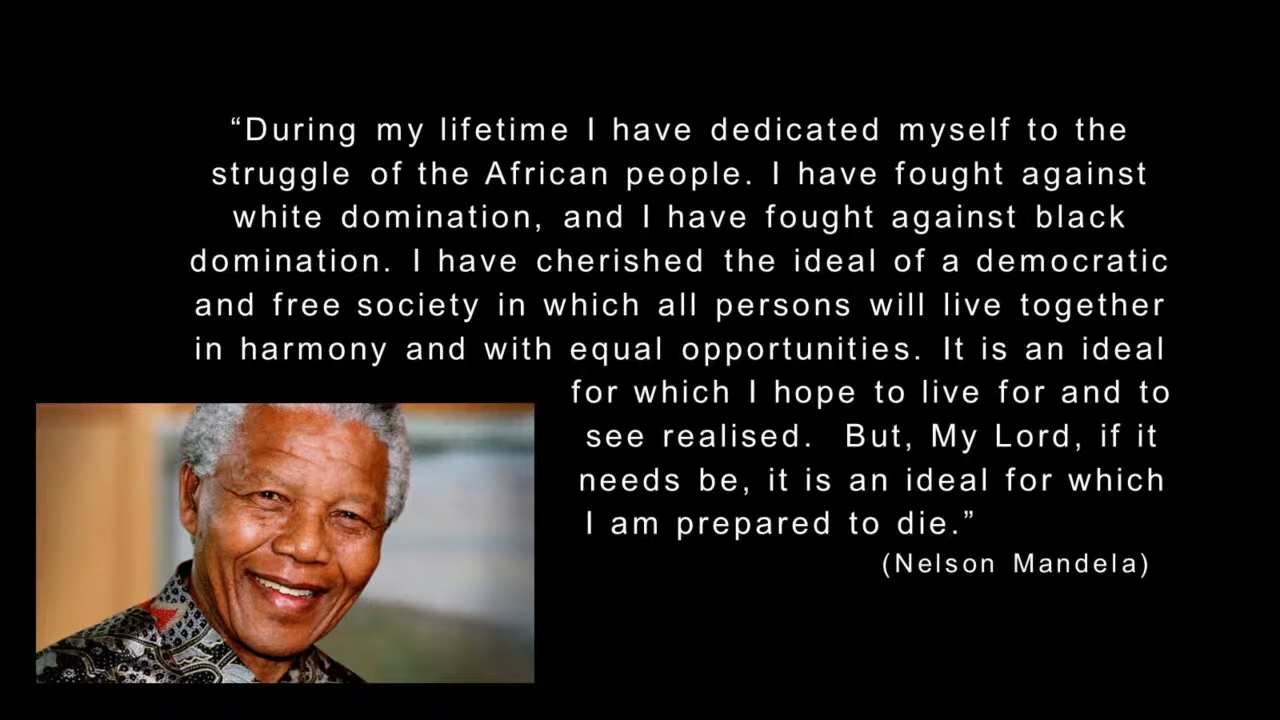 “During my lifetime I have dedicated myself to the
struggle of the African people. I have fought against
white domination, and I have fought against black
domination. I have cherished the ideal of a democratic
and free society in which all persons will live together
in harmony and with equal opportunities. It is an ideal
for which I hope to live for and to
see realised. But, My Lord, if it
needs be, it is an ideal for which
I am prepared to die.”
(Nelson Mandela)